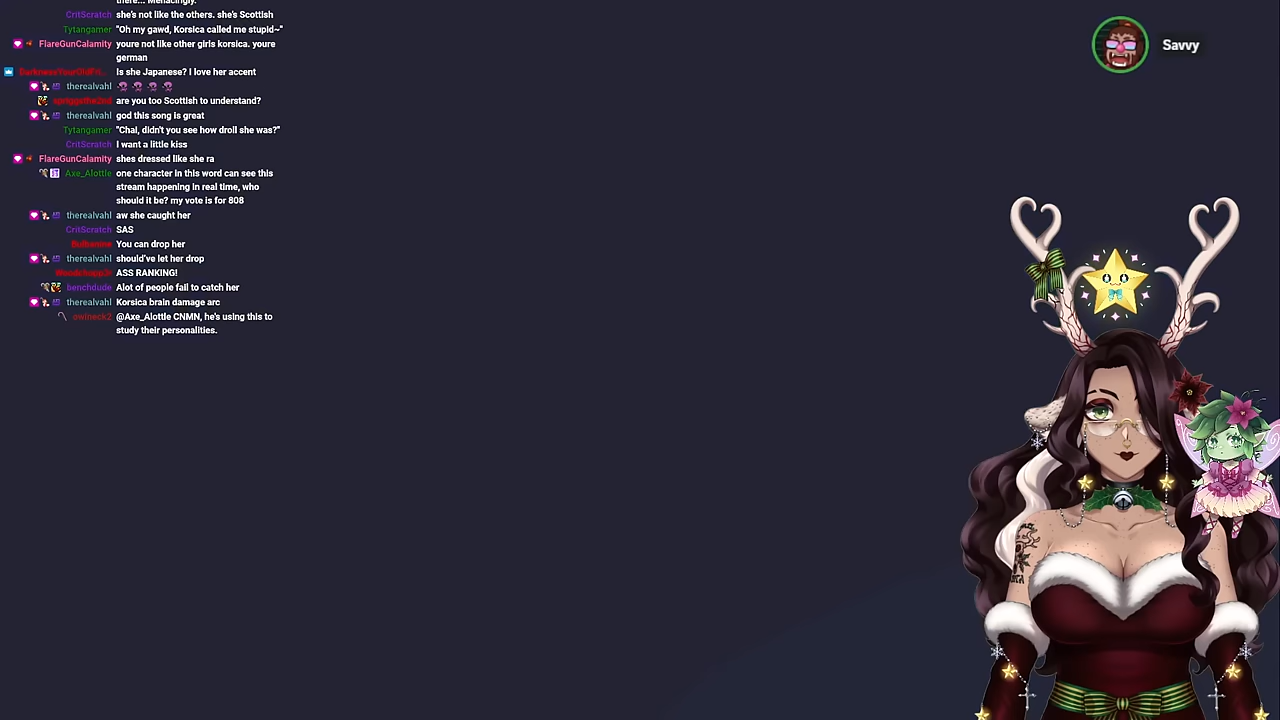 there... Menacingly.
CritScratch she's not like the others. she's Scottish
Tytangamer "Oh my gawd, Korsica called me stupid~"
FlareGunCalamity youre not like other girls korsica. youre
german
Is she Japanese? I love her accent
therealvahl
are you too Scottish to understand?
therealvahl god this song is great
Tytangamer "Chai, didn't you see how droll she was?"
CritScratch I want a little kiss
FlareGunCalamity shes dressed like she ra
Axe_Alottle one character in this word can see this
stream happening in real time, who
should it be? my vote is for 808
therealvahl aw she caught her
CritScratch SAS
Bulbanine You can drop her
therealvahl should've let her drop
ASS RANKING!
benchdude Alot of people fail to catch her
therealvahl Korsica brain damage arc
owlneck2 @Axe_Alottle CNMN, he's using this to
study their personalities.
Savvy